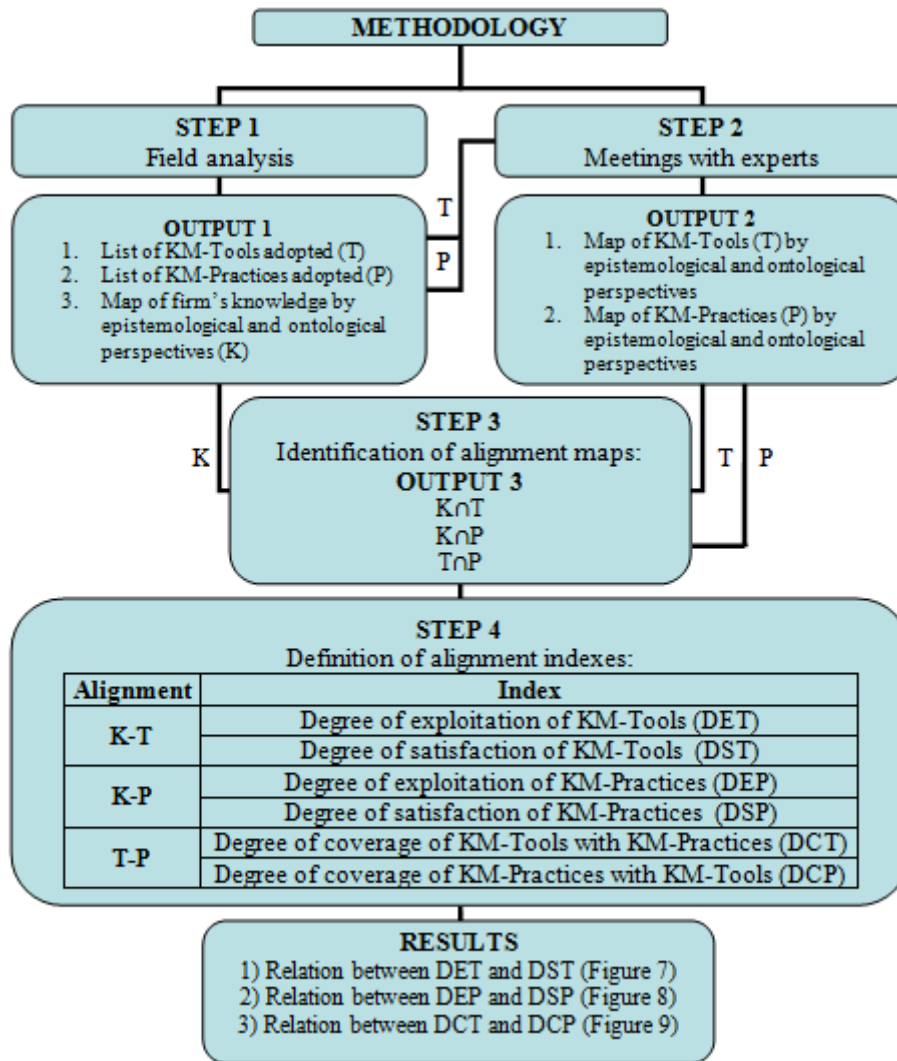 METHODOLOGY
STEP 1
Field analysis
STEP 2
Meetings with experts
T
P
OUTPUT 1
1. List of KM-Tools adopted (T)
2. List of KM-Practices adopted (P)
3. Map of firm's knowledge by
epistemological and ontological
perspectives (K)
OUTPUT 2
1. Map of KM-Tools (T) by
epistemological and ontological
perspectives
2. Map of KM-Practices (P) by
epistemological and ontological
perspectives
K
T
P
STEP 3
Identification of alignment maps:
OUTPUT 3
K∩T
K∩P
T∩P
STEP 4
Definition of alignment indexes:
Alignment Index
K-T
Degree of exploitation of KM-Tools (DET)
Degree of satisfaction of KM-Tools (DST)
K-P
Degree of exploitation of KM-Practices (DEP)
Degree of satisfaction of KM-Practices (DSP)
T-P
Degree of coverage of KM-Tools with KM-Practices (DCT)
Degree of coverage of KM-Practices with KM-Tools (DCP)
RESULTS
1) Relation between DET and DST (Figure 7)
2) Relation between DEP and DSP (Figure 8)
3) Relation between DCT and DCP (Figure 9)